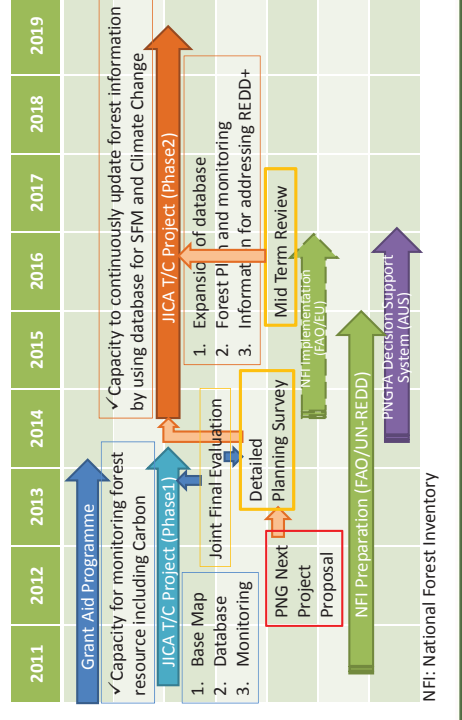 2011 2012 2013 2014 2015 2016 2017 2018 2019
Grant Aid Programme
✓Capacity for monitoring forest
resource including Carbon
✓Capacity to continuously update forest information
by using database for SFM and Climate Change
JICA T/C Project (Phase1)
JICA T/C Project (Phase2)
1. Base Map
2. Database
3. Monitoring
Joint Final Evaluation
1. Expansion of database
2. Forest Plan and monitoring
3. Information for addressing REDD+
Detailed
Planning Survey
Mid Term Review
PNG Next
Project
Proposal
NFI Implementation
(FAO/EU)
NFI Preparation (FAO/UN-REDD)
PNGFA Decision Support
System (AUS)
NFI: National Forest Inventory